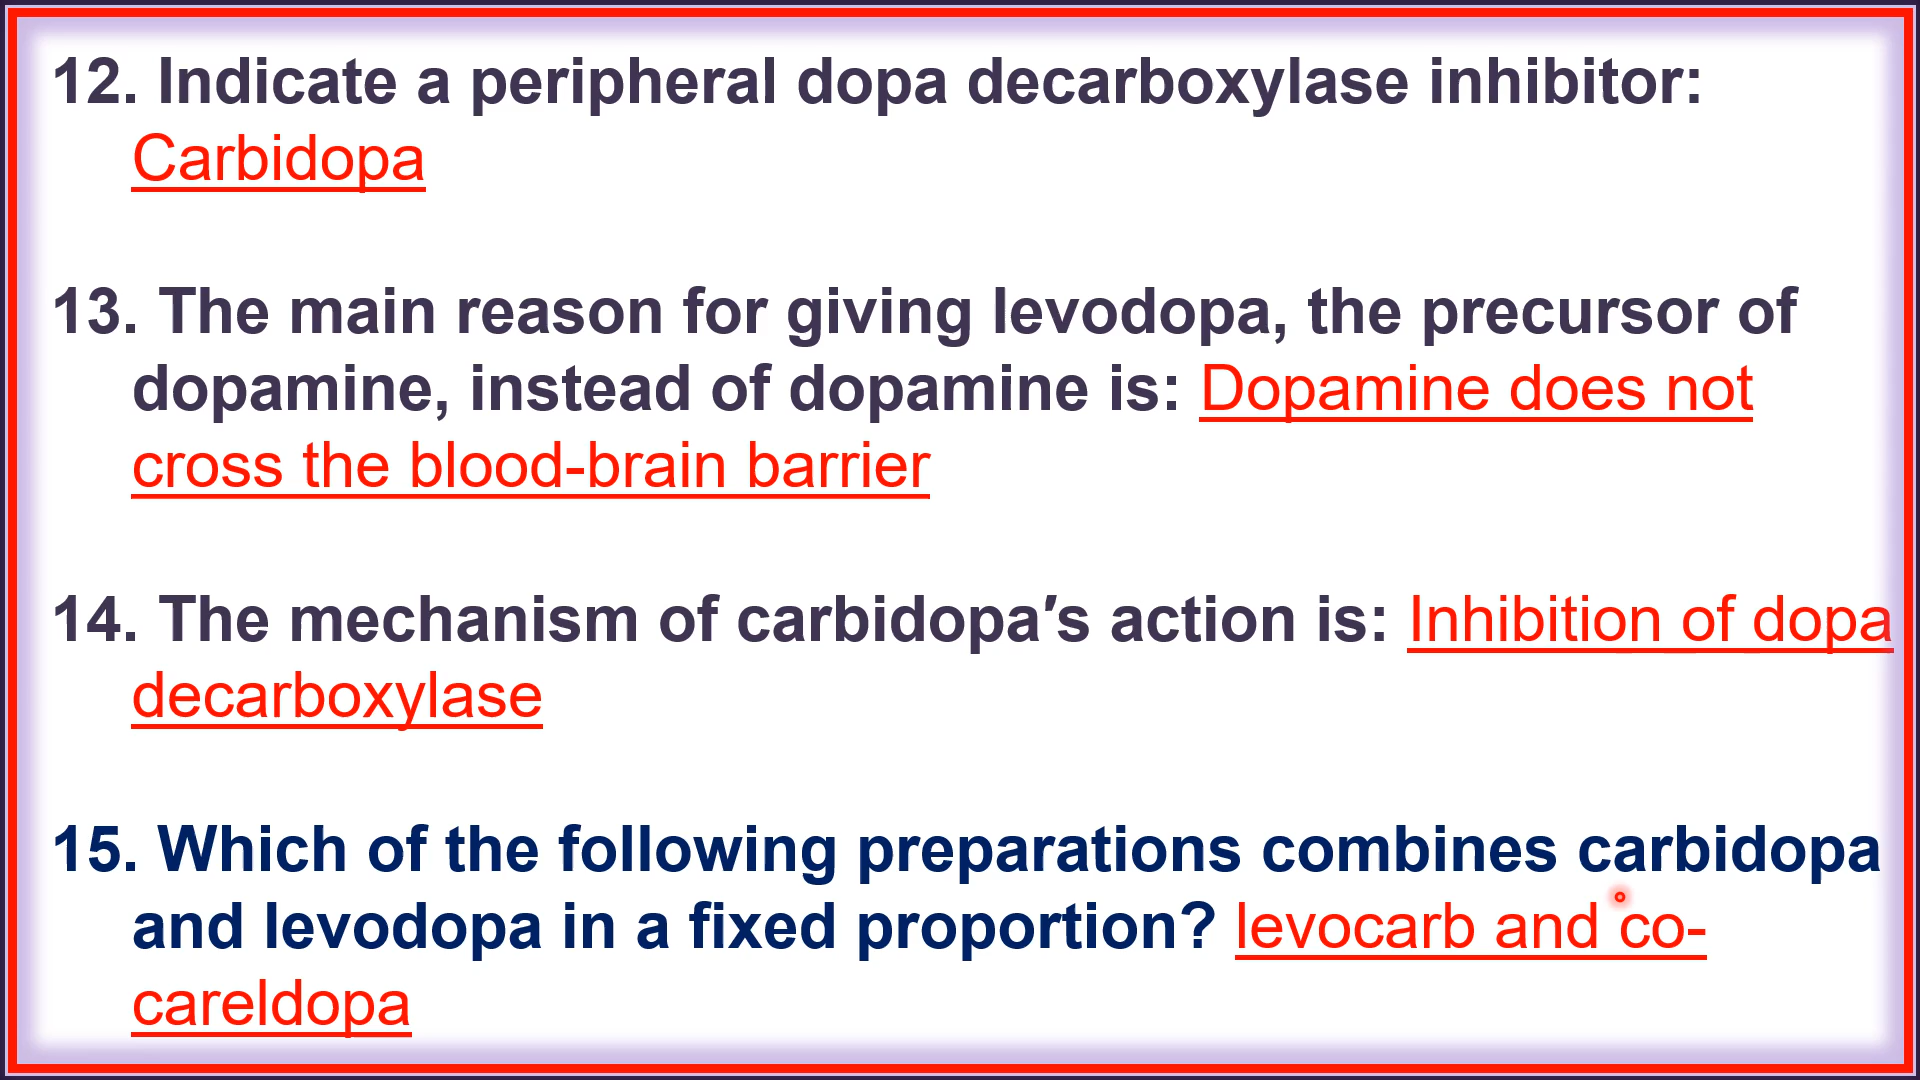 12. Indicate a peripheral dopa decarboxylase inhibitor:
Carbidopa
13. The main reason for giving levodopa, the precursor of
dopamine, instead of dopamine is: Dopamine does not
cross the blood-brain barrier
14. The mechanism of carbidopa′s action is: Inhibition of dopa
decarboxylase
15. Which of the following preparations combines carbidopa
and levodopa in a fixed proportion? levocarb and co-
careldopa